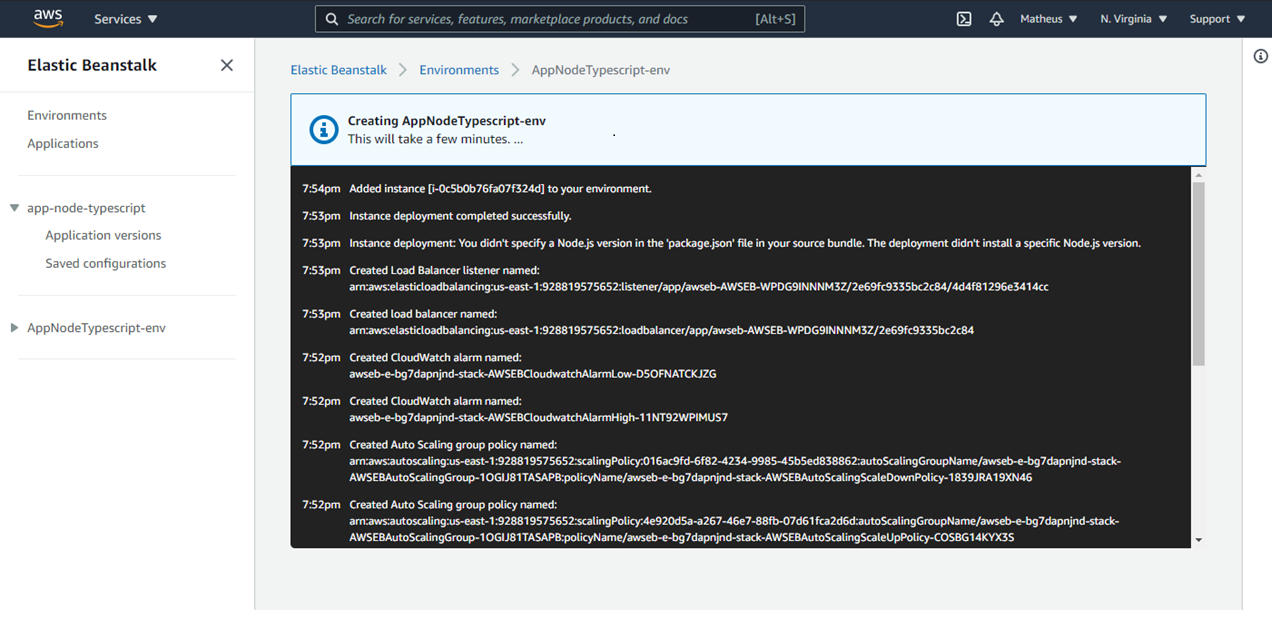 aws
Services
Search for services, features, marketplace products, and docs [Alt+S]
Matheus
N. Virginia
Support
Elastic Beanstalk
Environments
Applications
app-node-typescript
Application versions
Saved configurations
AppNodeTypescript-env
Elastic Beanstalk > Environments > AppNodeTypescript-env
Creating AppNodeTypescript-env
This will take a few minutes. ...
7:54pm Added instance [i-0c5b0b76fa07f324d] to your environment.
7:53pm Instance deployment completed successfully.
7:53pm Instance deployment: You didn't specify a Node.js version in the 'package.json' file in your source bundle. The deployment didn't install a specific Node.js version.
7:53pm Created Load Balancer listener named:
arn:aws:elasticloadbalancing:us-east-1:928819575652:listener/app/awseb-AWSEB-WPDG9INNNM3Z/2e69fc9335bc2c84/4d4f81296e3414cc
7:53pm Created load balancer named:
arn:aws:elasticloadbalancing:us-east-1:928819575652:loadbalancer/app/awseb-AWSEB-WPDG9INNNM3Z/2e69fc9335bc2c84
7:52pm Created CloudWatch alarm named:
awseb-e-bg7dapnjnd-stack-AWSEBCloudwatchAlarmLow-D5OFNATCKJZG
7:52pm Created CloudWatch alarm named:
awseb-e-bg7dapnjnd-stack-AWSEBCloudwatchAlarmHigh-11NT92WPIMUS7
7:52pm Created Auto Scaling group policy named:
arn:aws:autoscaling:us-east-1:928819575652:scalingPolicy:016ac9fd-6f82-4234-9985-45b5ed838862:autoScalingGroupName/awseb-e-bg7dapnjnd-stack-
AWSEBAutoScalingGroup-1OGIJ81TASAPB:policyName/awseb-e-bg7dapnjnd-stack-AWSEBAutoScalingScaleDownPolicy-1839JRA19XN46
7:52pm Created Auto Scaling group policy named:
arn:aws:autoscaling:us-east-1:928819575652:scalingPolicy:4e920d5a-a267-46e7-88fb-07d61fca2d6d:autoScalingGroupName/awseb-e-bg7dapnjnd-stack-
AWSEBAutoScalingGroup-1OGIJ81TASAPB:policyName/awseb-e-bg7dapnjnd-stack-AWSEBAutoScalingScaleUpPolicy-COSBG14KYX3S